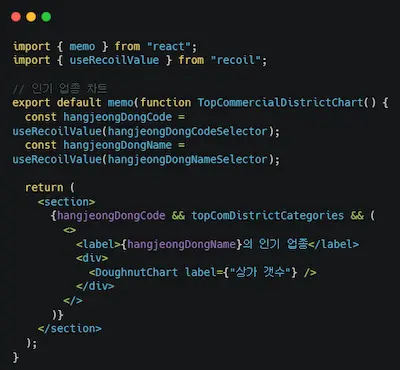 import { memo } from "react";
import { useRecoilValue } from "recoil";

// 인기 업종 차트
export default memo(function TopCommercialDistrictChart() {
  const hangjeongDongCode =
useRecoilValue(hangjeongDongCodeSelector);
  const hangjeongDongName =
useRecoilValue(hangjeongDongNameSelector);

  return (
    <section>
      {hangjeongDongCode && topComDistrictCategories && (
        <>
          <label>{hangjeongDongName}의 인기 업종</label>
          <div>
            <DoughnutChart label={"상가 갯수"} />
          </div>
        </>
      )}
    </section>
  );
}